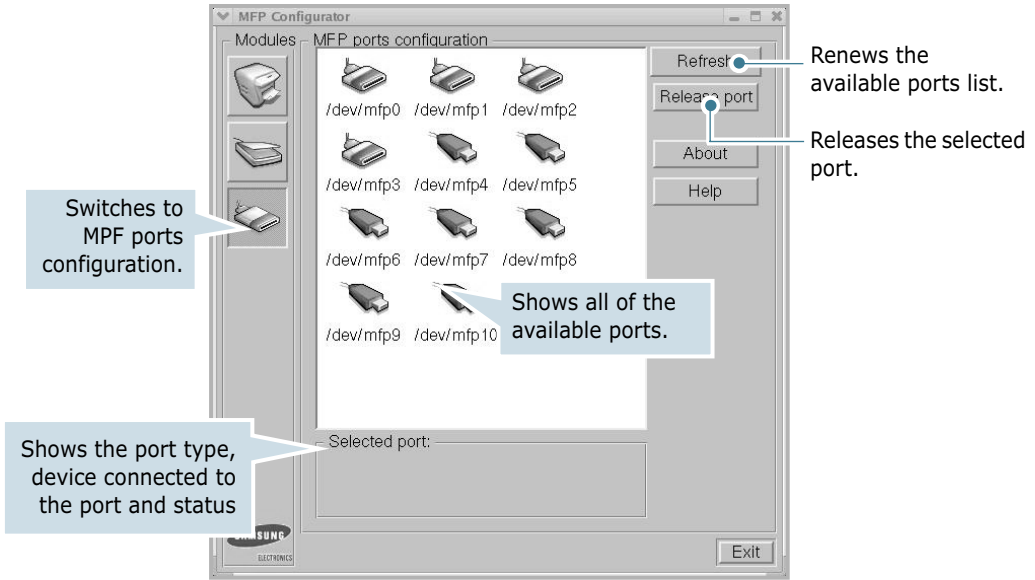 MFP Configurator
Modules
MFP ports configuration
/dev/mfp0 /dev/mfp1 /dev/mfp2
/dev/mfp3 /dev/mfp4 /dev/mfp5
/dev/mfp6 /dev/mfp7 /dev/mfp8
/dev/mfp9 /dev/mfp10
Refresh
Release port
About
Help
Renews the
available ports list.
Releases the selected
port.
Switches to
MPF ports
configuration.
Shows all of the
available ports.
Shows the port type,
device connected to
the port and status
Selected port:
SAMSUNG
ELECTRONICS
Exit